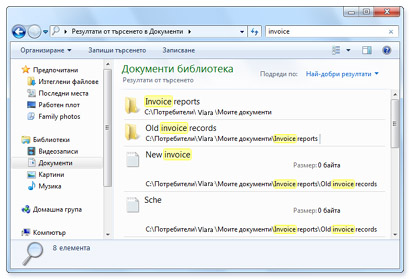 Резултати от търсенето в Документи
invoice
Организиране
Запиши търсенето
Записване
Предпочитани
Изтеглени файлове
Последни места
Работен плот
Family photos
Библиотеки
Видеозаписи
Документи
Картини
Музика
Домашна група
Компютър
Документи библиотека
Резултати от търсенето
Подреди по: Най-добри резултати
Invoice reports
C:\Потребители\ Vlara \Моите документи
Old invoice records
C:\Потребители\ Vlara \Моите документи\Invoice reports
New invoice
Размер: 0 байта
C:\Потребители\ Vlara \Моите документи\Invoice reports\Old invoice records
Sche
Размер: 0 байта
C:\Потребители\ Vlara \Моите документи\Invoice reports\Old invoice records
8 елемента